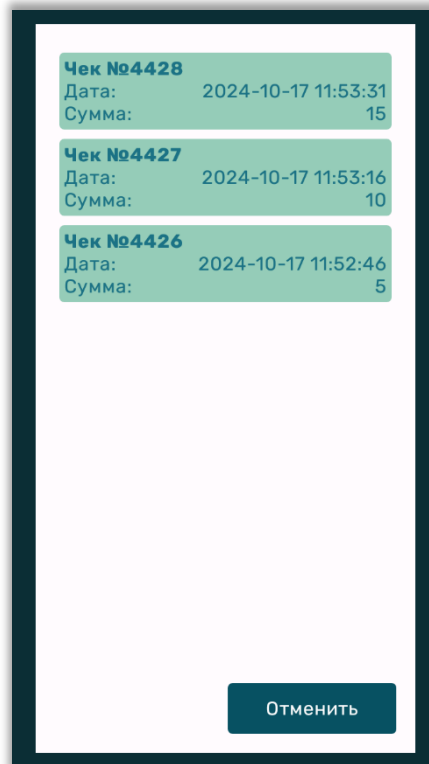 Чек №4428
Дата: 2024-10-17 11:53:31
Сумма: 15
Чек №4427
Дата: 2024-10-17 11:53:16
Сумма: 10
Чек №4426
Дата: 2024-10-17 11:52:46
Сумма: 5
Отменить